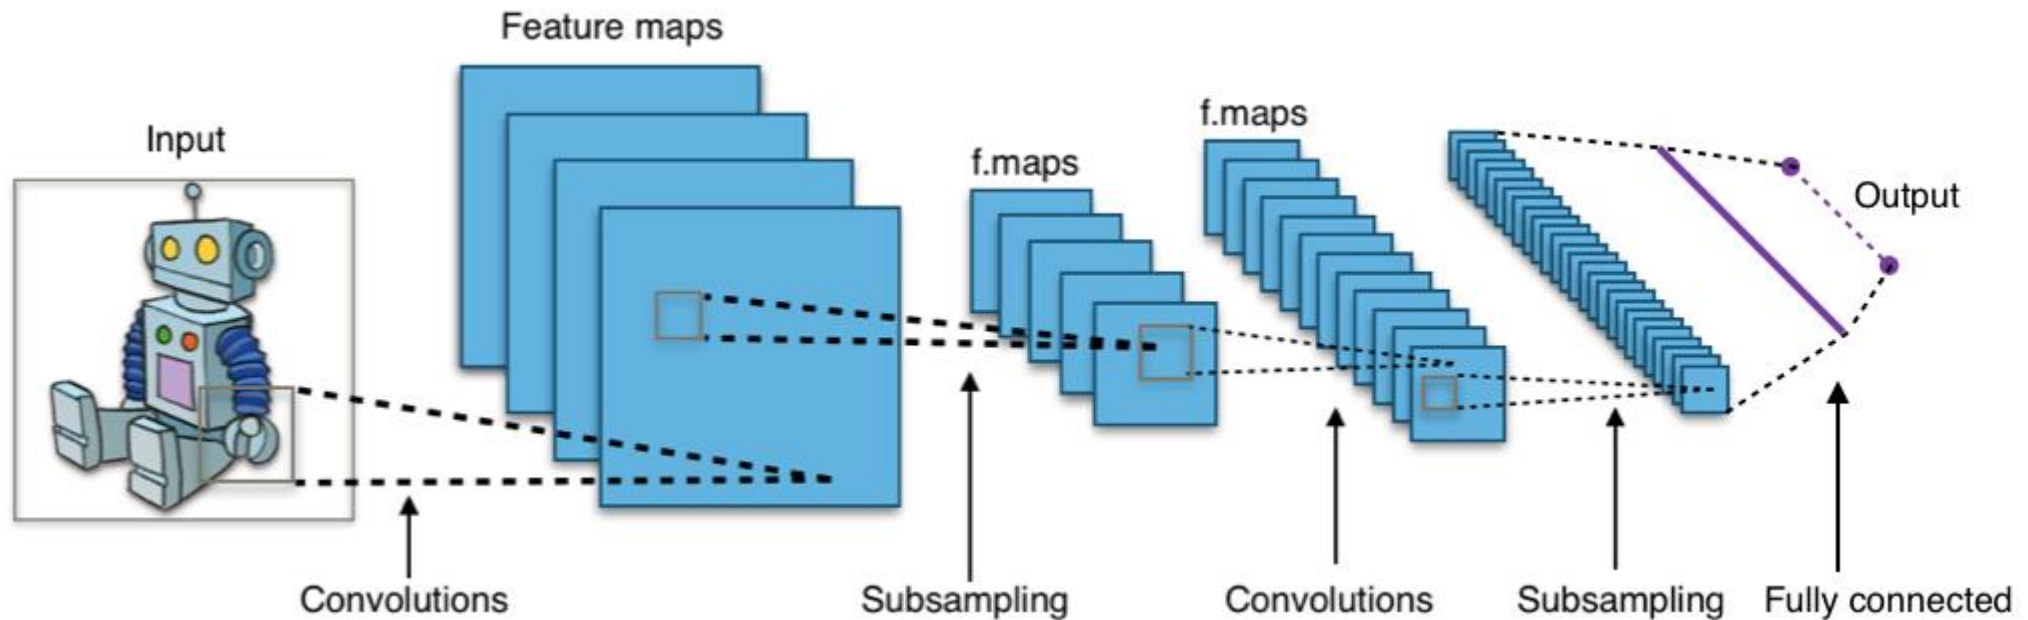 Feature maps
Input
f.maps
f.maps
Output
Convolutions
Subsampling
Convolutions
Subsampling
Fully connected